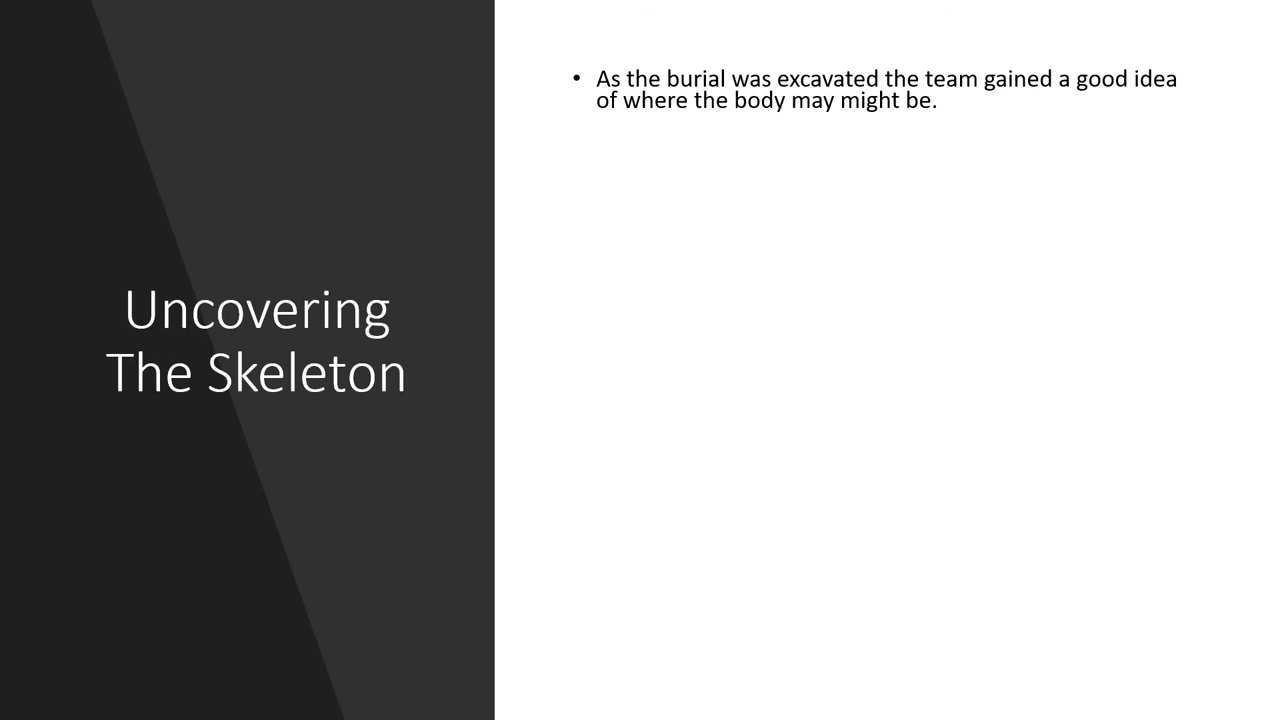 Uncovering
The Skeleton
• As the burial was excavated the team gained a good idea
of where the body may might be.